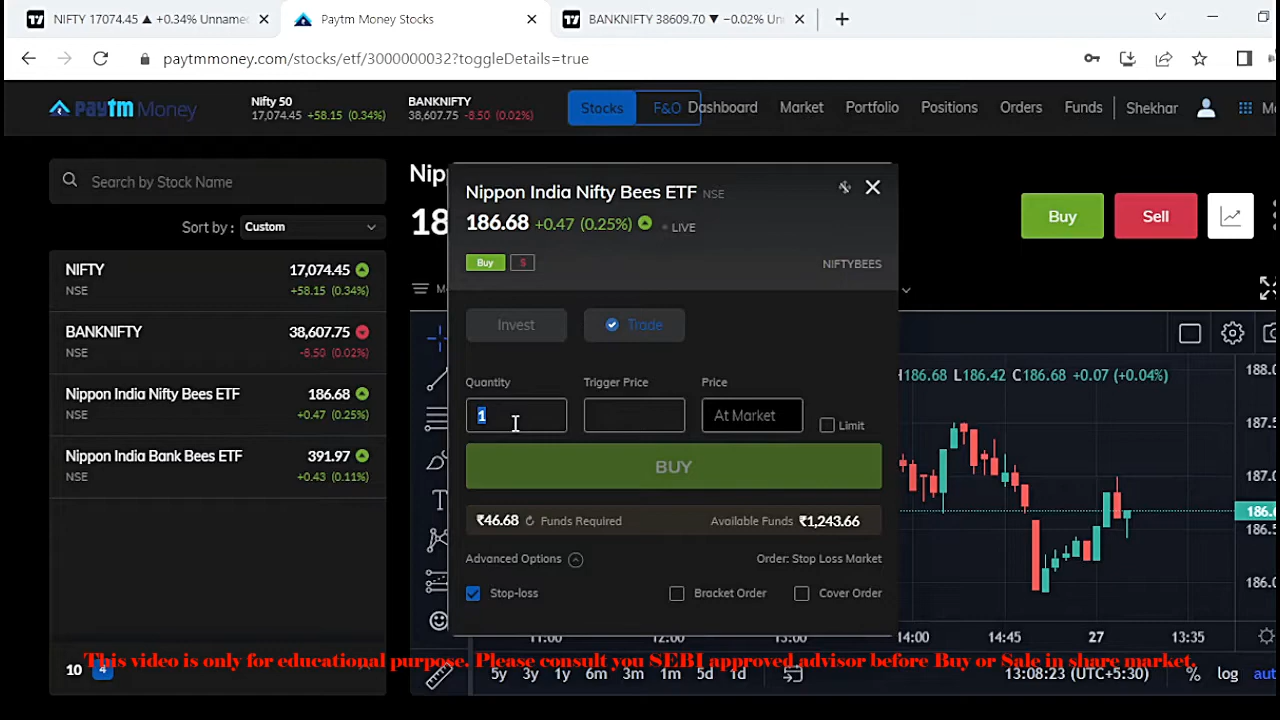 NIFTY 17074.45 ▲ +0.34% Unname
Paytm Money Stocks
BANKNIFTY 38609.70 ▼ −0.02% Un
paytmmoney.com/stocks/etf/3000000032?toggleDetails=true
paytm Money
Nifty 50
17,074.45 +58.15 (0.34%)
BANKNIFTY
38,607.75 -8.50 (0.02%)
Stocks
F&O
Dashboard
Market
Portfolio
Positions
Orders
Funds
Shekhar
Search by Stock Name
Sort by : Custom
NIFTY 17,074.45
NSE +58.15 (0.34%)
BANKNIFTY 38,607.75
NSE -8.50 (0.02%)
Nippon India Nifty Bees ETF 186.68
NSE +0.47 (0.25%)
Nippon India Bank Bees ETF 391.97
NSE +0.43 (0.11%)
10 4
Nip
18
Buy
Sell
Nippon India Nifty Bees ETF NSE
186.68 +0.47 (0.25%) LIVE
Buy S
NIFTYBEES
Invest
Trade
Quantity
Trigger Price
Price
1
At Market
Limit
BUY
₹46.68 Funds Required
Available Funds ₹1,243.66
Advanced Options
Order: Stop Loss Market
Stop-loss
Bracket Order
Cover Order
H186.68 L186.42 C186.68 +0.07 (+0.04%)
188.0
187.5
187.0
186.6
186.5
186.0
11:00 12:00 13:00 14:00 14:45 27 13:35
This video is only for educational purpose. Please consult you SEBI approved advisor before Buy or Sale in share market.
5y 3y 1y 6m 3m 1m 5d 1d
13:08:23 (UTC+5:30)
% log auto